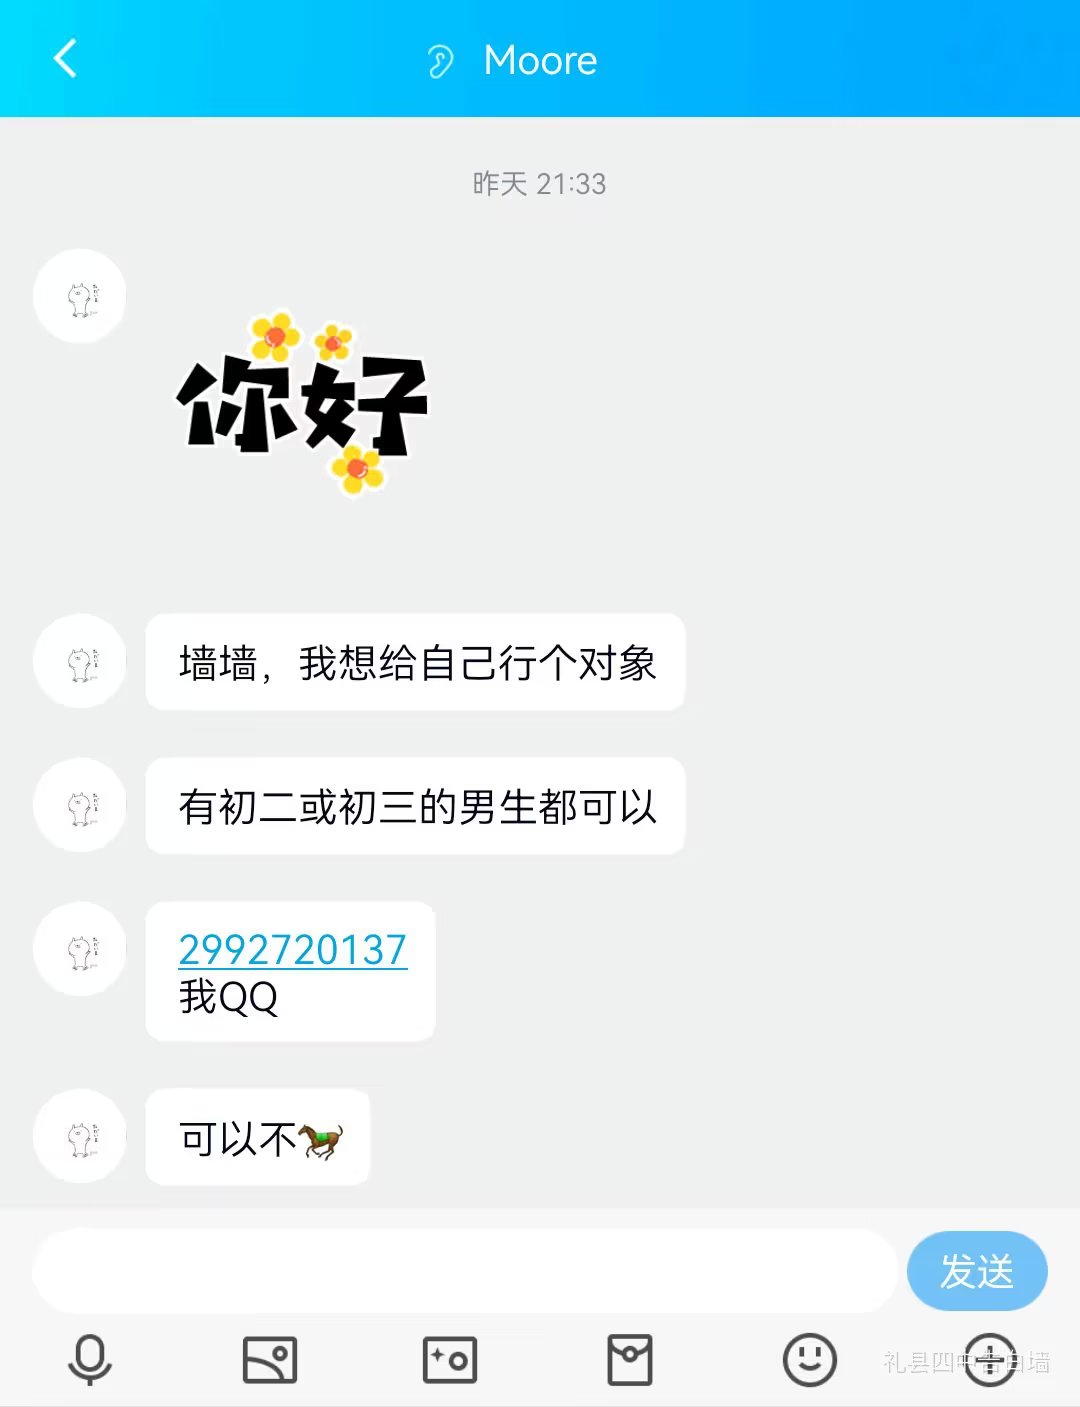 Moore
昨天 21:33
你好
墙墙，我想给自己行个对象
有初二或初三的男生都可以
2992720137
我QQ
可以不🐎
发送
礼县四中告白墙